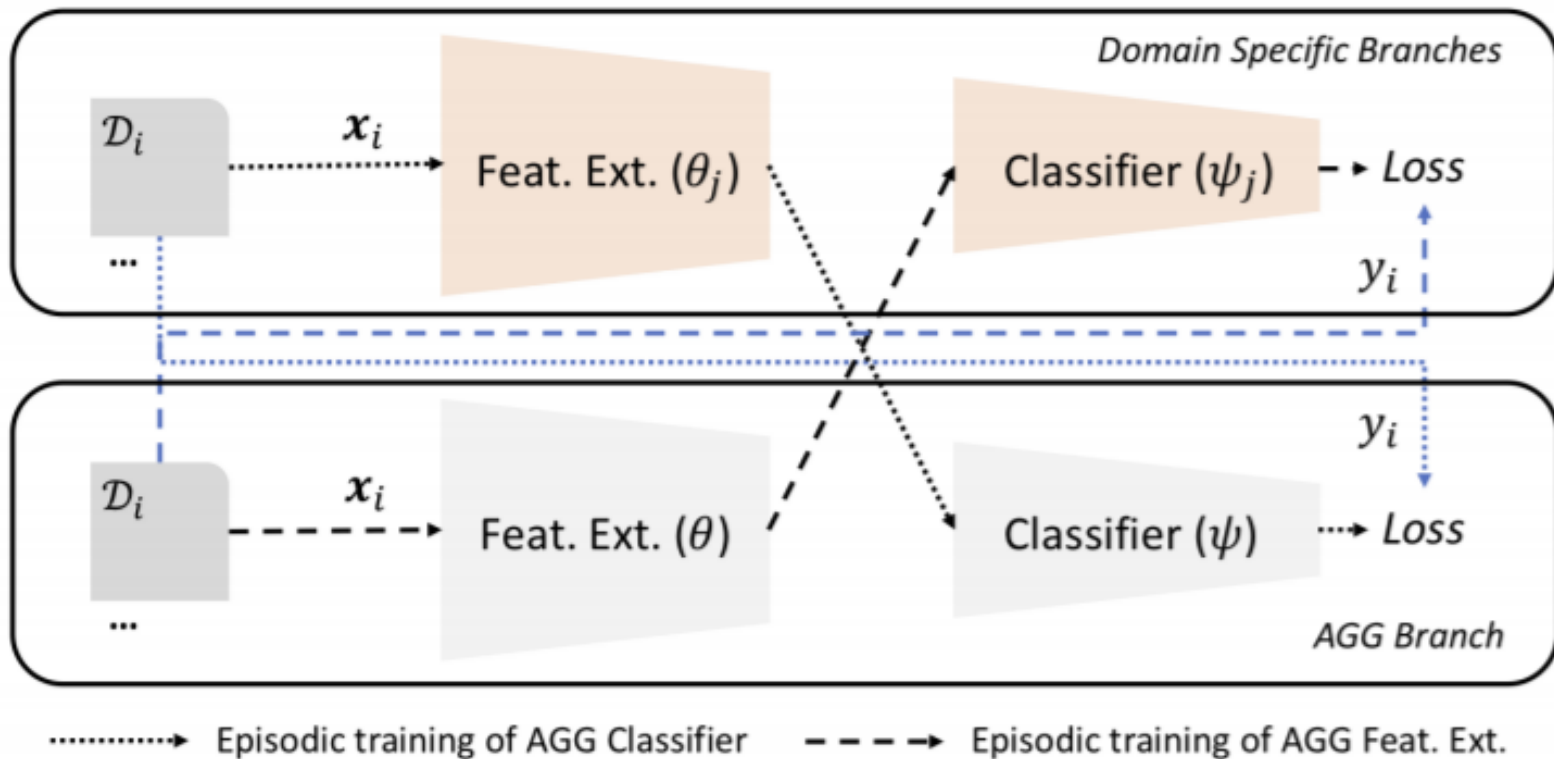 Domain Specific Branches
𝒟ᵢ
xᵢ
Feat. Ext. (θⱼ)
Classifier (ψⱼ)
Loss
...
yᵢ
yᵢ
𝒟ᵢ
xᵢ
Feat. Ext. (θ)
Classifier (ψ)
Loss
...
AGG Branch
Episodic training of AGG Classifier
Episodic training of AGG Feat. Ext.